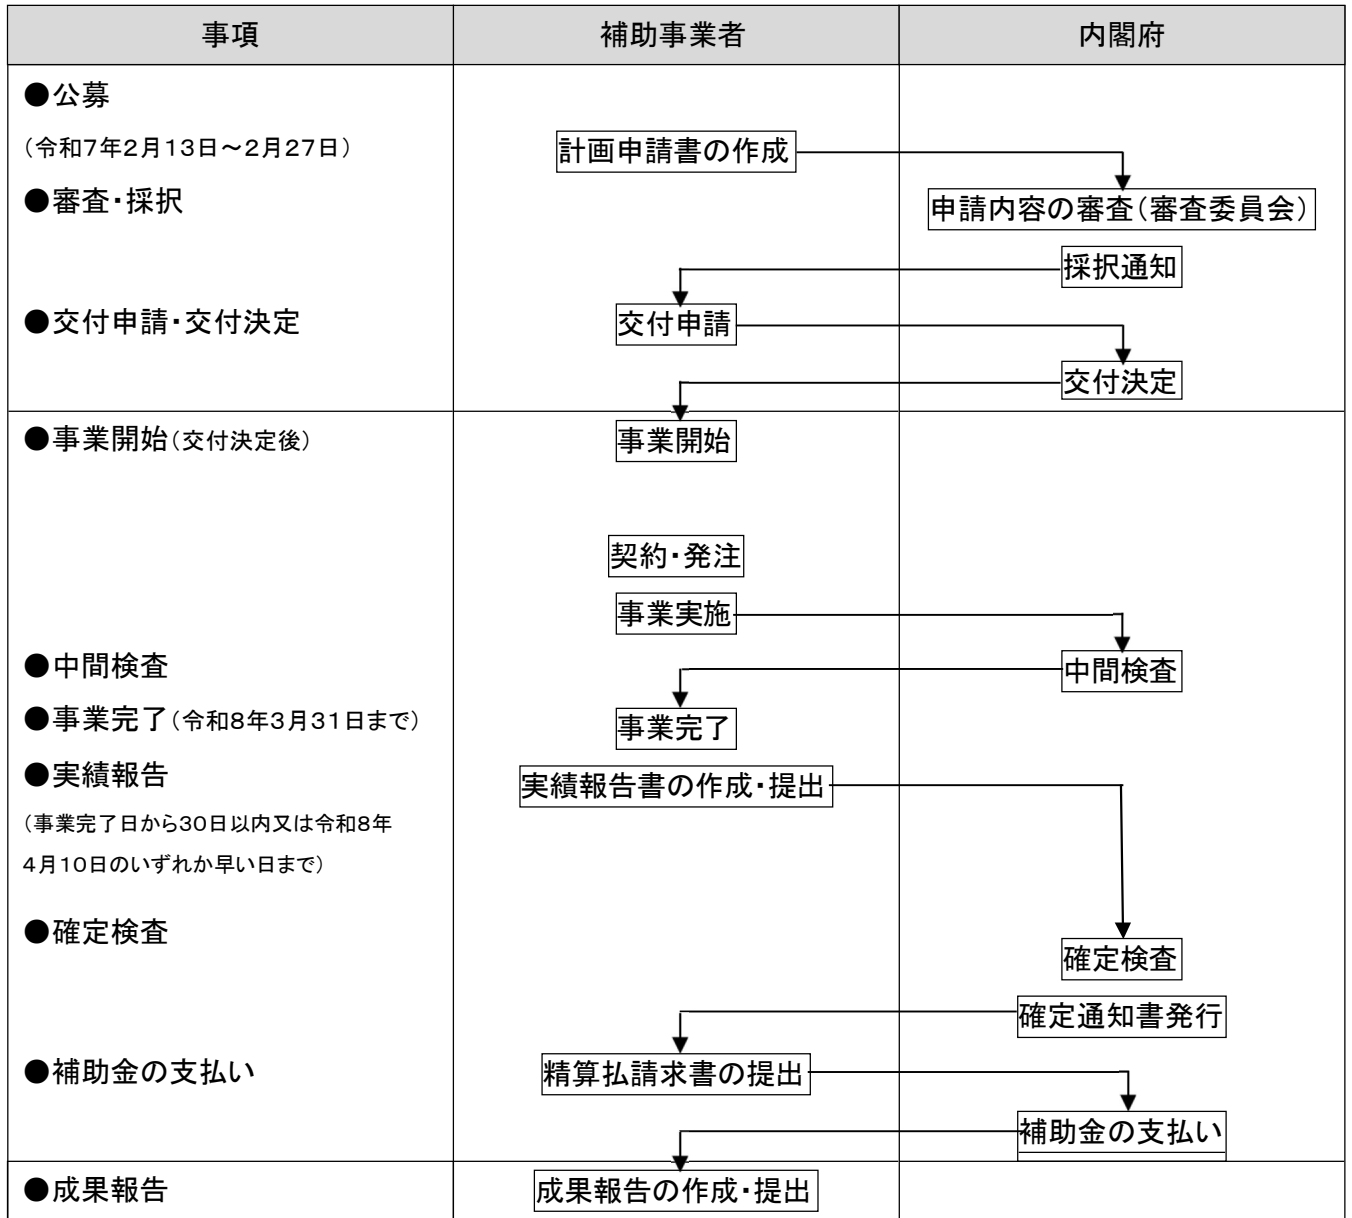 事項 補助事業者 内閣府
●公募
（令和7年2月13日～2月27日） 計画申請書の作成
●審査・採択 申請内容の審査（審査委員会）
採択通知
●交付申請・交付決定 交付申請
交付決定
●事業開始（交付決定後） 事業開始
契約・発注
事業実施
●中間検査 中間検査
●事業完了（令和8年3月31日まで） 事業完了
●実績報告 実績報告書の作成・提出
（事業完了日から30日以内又は令和8年
4月10日のいずれか早い日まで）
●確定検査
確定検査
確定通知書発行
●補助金の支払い 精算払請求書の提出
補助金の支払い
●成果報告 成果報告の作成・提出